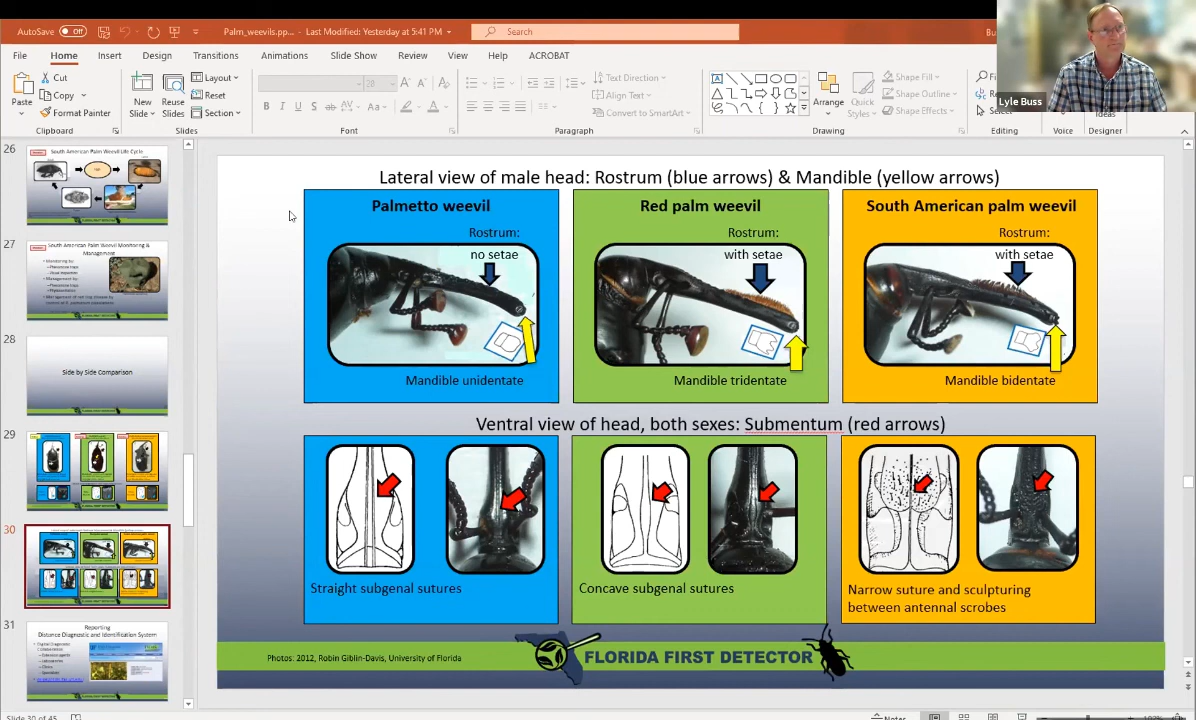 AutoSave Off
Palm_weevils.pp... - Last Modified: Yesterday at 5:41 PM
Search
Bu
File Home Insert Design Transitions Animations Slide Show Review View Help ACROBAT
Paste
Cut
Copy
Format Painter
Clipboard
New Slide
Reuse Slides
Layout
Reset
Section
Slides
28
Font
Text Direction
Align Text
Convert to SmartArt
Paragraph
Arrange
Quick Styles
Shape Fill
Shape Outline
Shape Effects
Drawing
Editing
Voice
Ideas
Designer
Lyle Buss
26
South American Palm Weevil Life Cycle
27
South American Palm Weevil Monitoring & Management
28
Side by Side Comparison
29
30
31
Reporting
Distance Diagnostic and Identification System
Lateral view of male head: Rostrum (blue arrows) & Mandible (yellow arrows)
Palmetto weevil
Rostrum:
no setae
Mandible unidentate
Red palm weevil
Rostrum:
with setae
Mandible tridentate
South American palm weevil
Rostrum:
with setae
Mandible bidentate
Ventral view of head, both sexes: Submentum (red arrows)
Straight subgenal sutures
Concave subgenal sutures
Narrow suture and sculpturing
between antennal scrobes
Photos: 2012, Robin Giblin-Davis, University of Florida
FLORIDA FIRST DETECTOR
Slide 30 of 45
Notes
102%